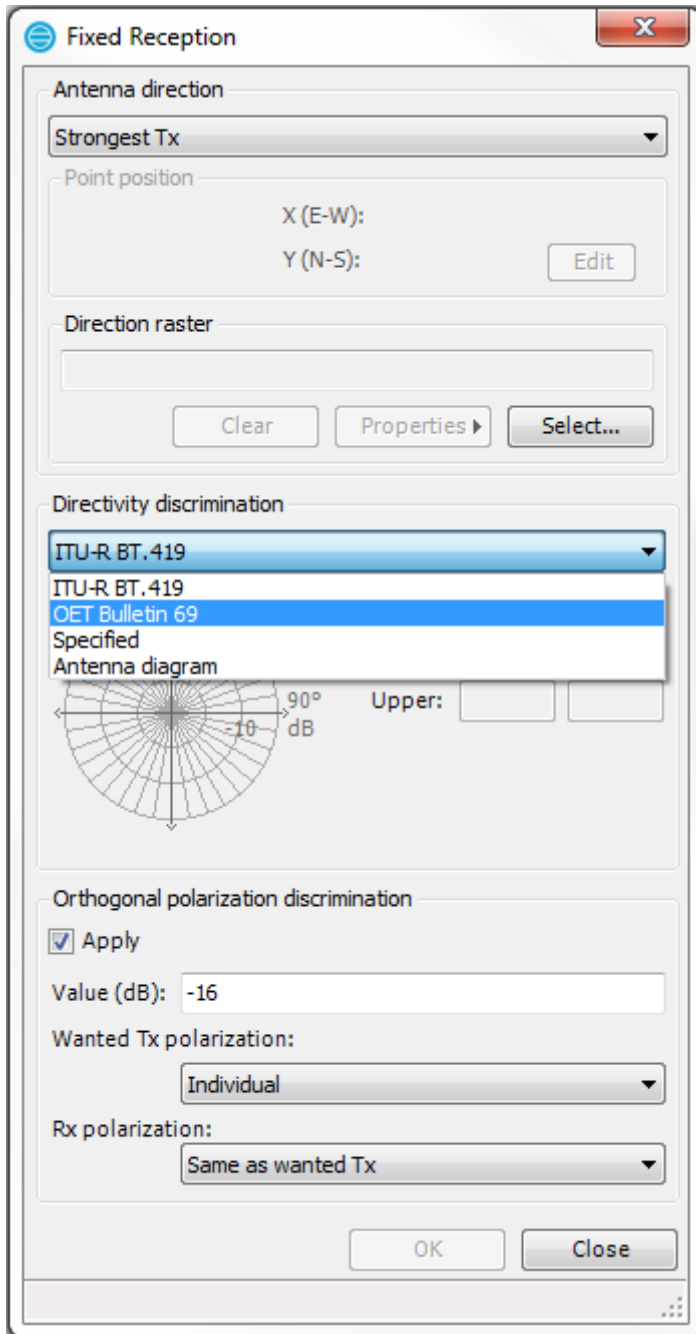 Fixed Reception
Antenna direction
Strongest Tx
Point position
X (E-W):
Y (N-S):
Edit
Direction raster
Clear
Properties
Select...
Directivity discrimination
ITU-R BT.419
ITU-R BT.419
OET Bulletin 69
Specified
Antenna diagram
90°
Upper:
-10
dB
Orthogonal polarization discrimination
Apply
Value (dB): -16
Wanted Tx polarization:
Individual
Rx polarization:
Same as wanted Tx
OK
Close